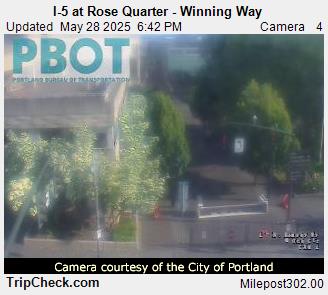 I-5 at Rose Quarter - Winning Way
Updated May 28 2025 6:42 PM Camera 4
PBOT
PORTLAND BUREAU OF TRANSPORTATION
Camera courtesy of the City of Portland
TripCheck.com Milepost302.00